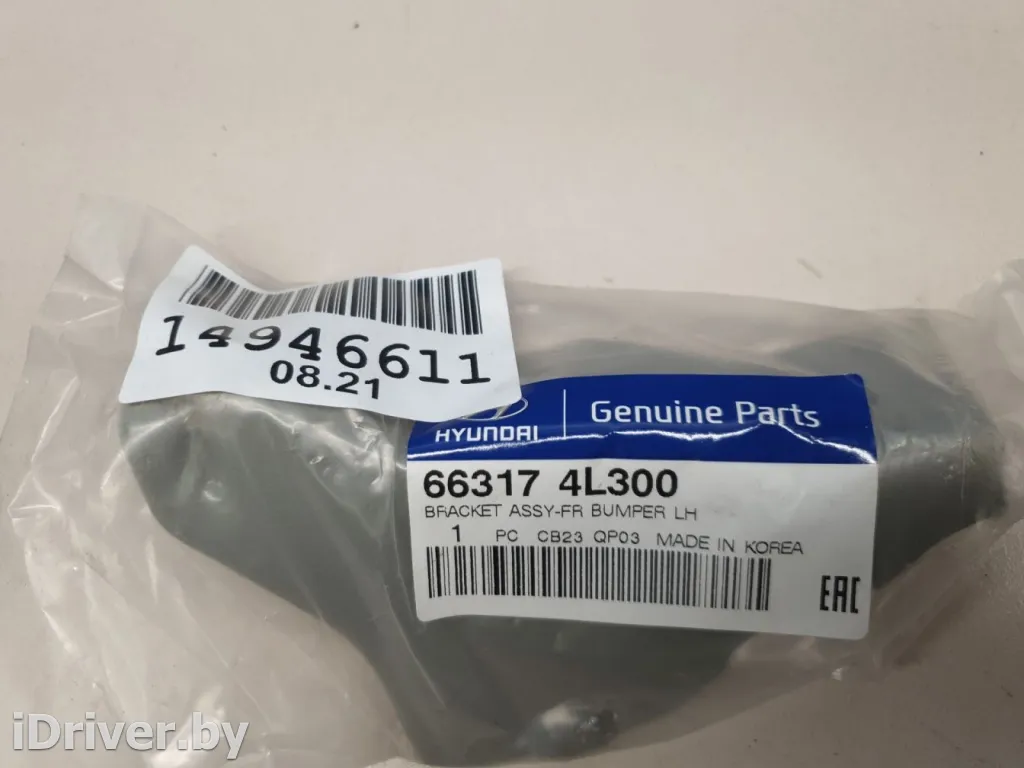 14946611
08.21
HYUNDAI
Genuine Parts
66317 4L300
BRACKET ASSY-FR BUMPER LH
1 PC CB23 QP03 MADE IN KOREA
EAC
iDriver.by